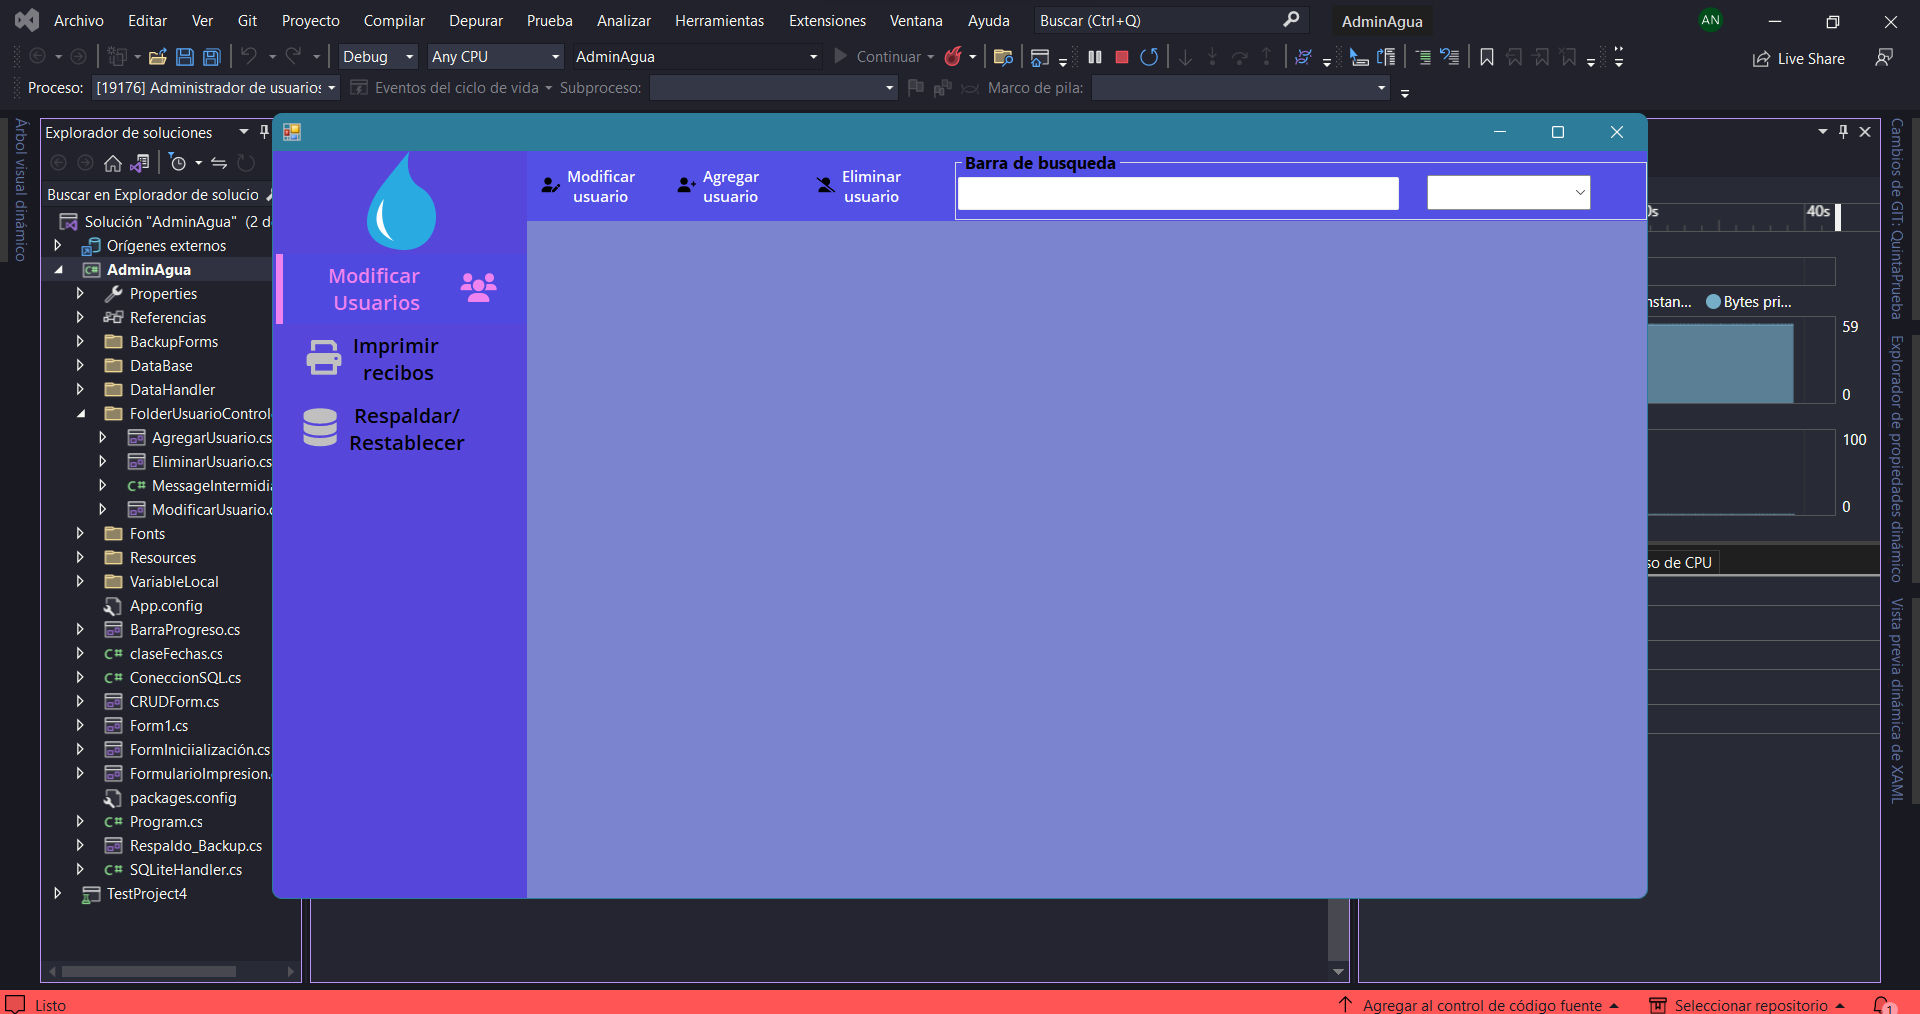 Archivo Editar Ver Git Proyecto Compilar Depurar Prueba Analizar Herramientas Extensiones Ventana Ayuda Buscar (Ctrl+Q) AdminAgua AN
Debug Any CPU AdminAgua Continuar Live Share
Proceso: [19176] Administrador de usuarios Eventos del ciclo de vida Subproceso: Marco de pila:
Árbol visual dinámico
Explorador de soluciones
Buscar en Explorador de solucio
Solución "AdminAgua" (2 d
Orígenes externos
AdminAgua
Properties
Referencias
BackupForms
DataBase
DataHandler
FolderUsuarioControl
AgregarUsuario.cs
EliminarUsuario.cs
MessageIntermidi
ModificarUsuario.
Fonts
Resources
VariableLocal
App.config
BarraProgreso.cs
claseFechas.cs
ConeccionSQL.cs
CRUDForm.cs
Form1.cs
FormIniciialización.cs
FormularioImpresion.
packages.config
Program.cs
Respaldo_Backup.cs
SQLiteHandler.cs
TestProject4
Modificar
Usuarios
Imprimir
recibos
Respaldar/
Restablecer
Modificar
usuario
Agregar
usuario
Eliminar
usuario
Barra de busqueda
0s 40s
nstan... Bytes pri...
59
0
100
0
so de CPU
Cambios de GIT: QuintaPrueba
Explorador de propiedades dinámico
Vista previa dinámica de XAML
Listo Agregar al control de código fuente Seleccionar repositorio 1